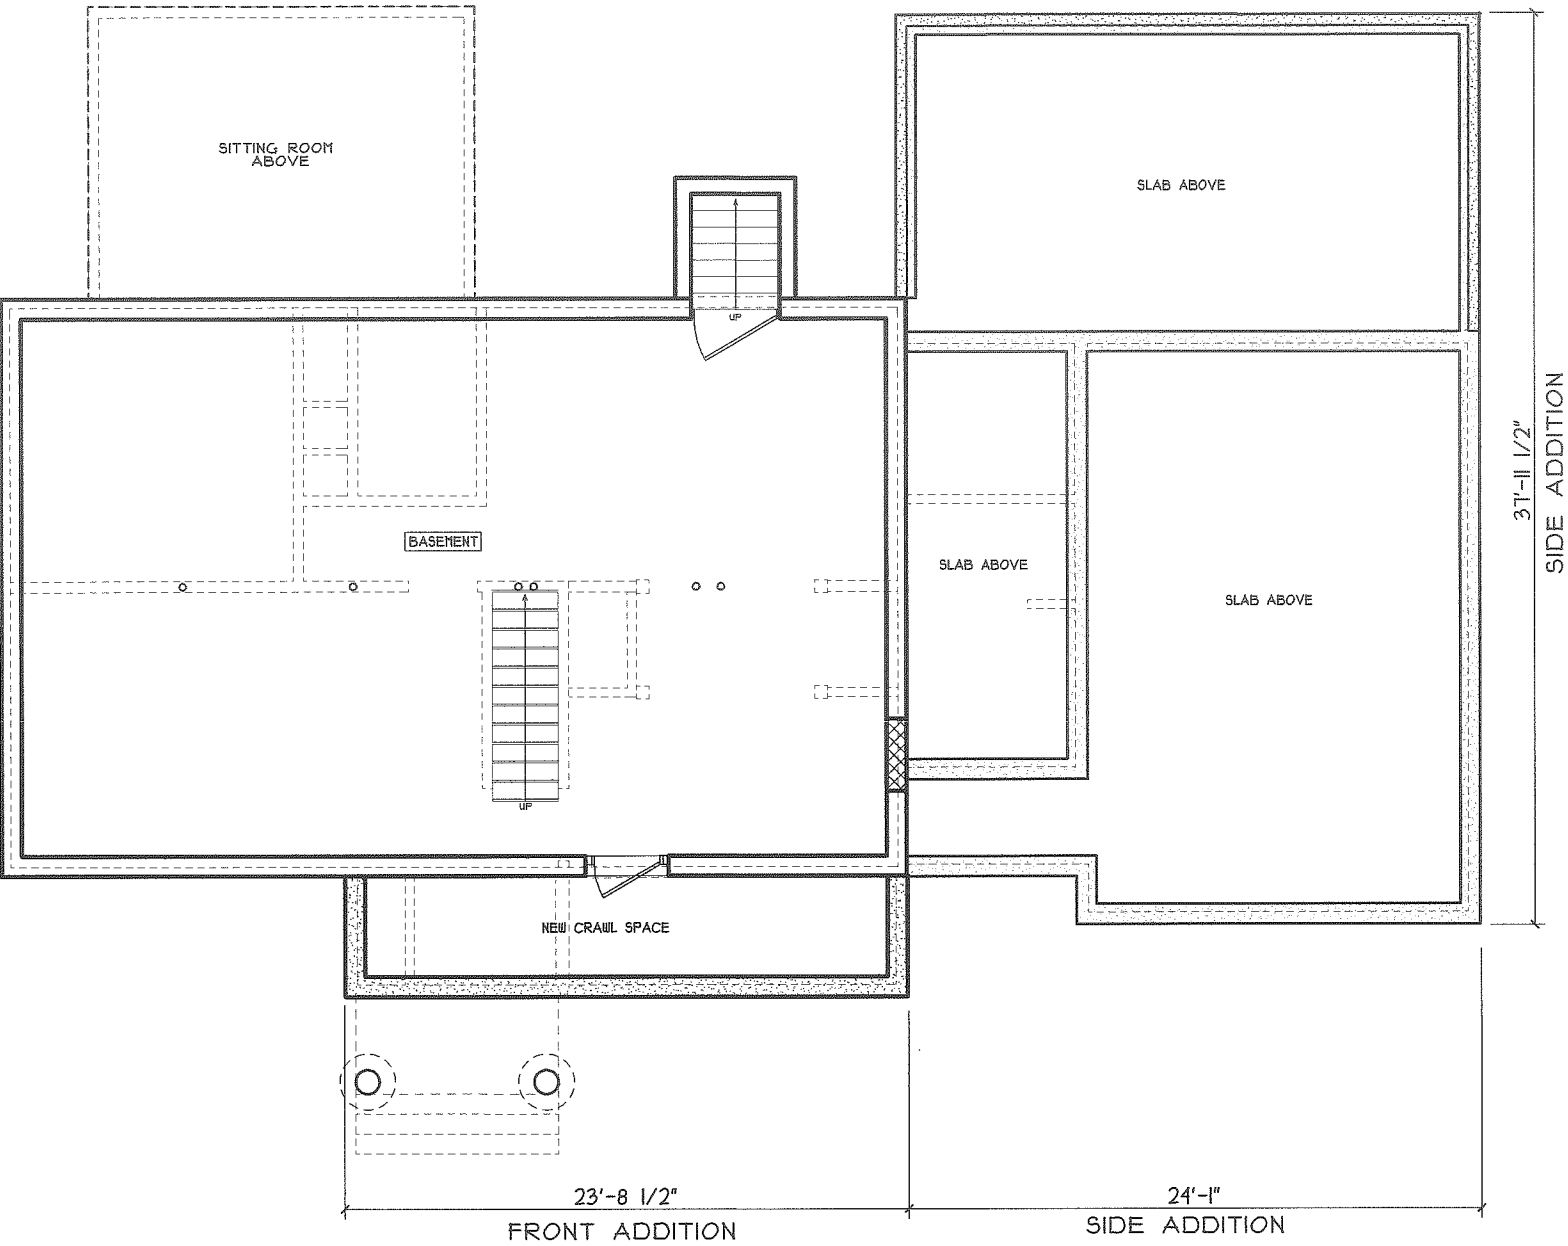 SITTING ROOM
ABOVE
SLAB ABOVE
UP
37'-11 1/2"
SIDE ADDITION
BASEMENT
SLAB ABOVE
SLAB ABOVE
UP
NEW CRAWL SPACE
23'-8 1/2"
FRONT ADDITION
24'-1"
SIDE ADDITION